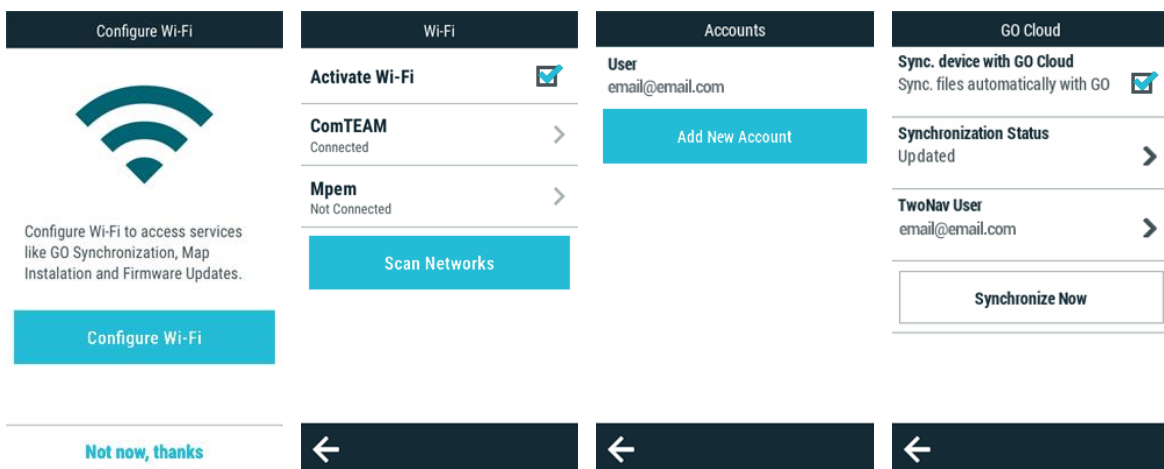 Configure Wi-Fi
Configure Wi-Fi to access services
like GO Synchronization, Map
Instalation and Firmware Updates.
Configure Wi-Fi
Not now, thanks
Wi-Fi
Activate Wi-Fi
ComTEAM
Connected
Mpem
Not Connected
Scan Networks
Accounts
User
email@email.com
Add New Account
GO Cloud
Sync. device with GO Cloud
Sync. files automatically with GO
Synchronization Status
Updated
TwoNav User
email@email.com
Synchronize Now